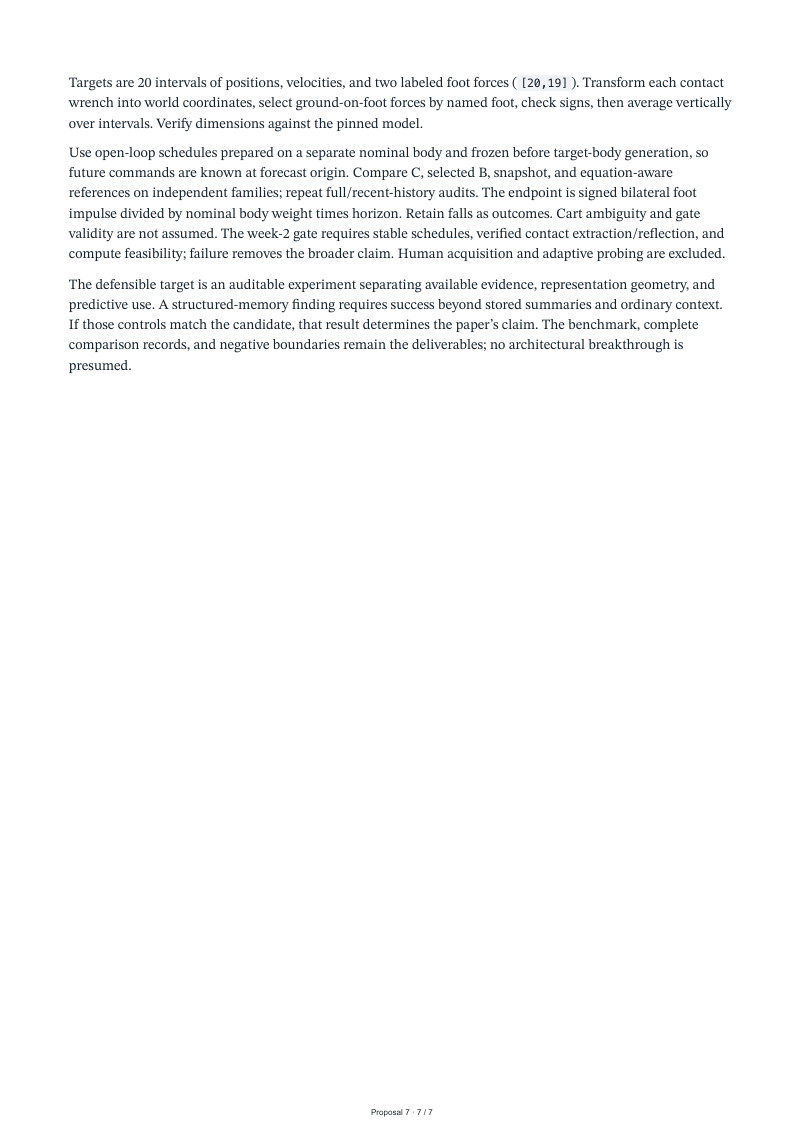 Targets are 20 intervals of positions, velocities, and two labeled foot forces ( [20,19] ). Transform each contact
wrench into world coordinates, select ground-on-foot forces by named foot, check signs, then average vertically
over intervals. Verify dimensions against the pinned model.
Use open-loop schedules prepared on a separate nominal body and frozen before target-body generation, so
future commands are known at forecast origin. Compare C, selected B, snapshot, and equation-aware
references on independent families; repeat full/recent-history audits. The endpoint is signed bilateral foot
impulse divided by nominal body weight times horizon. Retain falls as outcomes. Cart ambiguity and gate
validity are not assumed. The week-2 gate requires stable schedules, verified contact extraction/reflection, and
compute feasibility; failure removes the broader claim. Human acquisition and adaptive probing are excluded.
The defensible target is an auditable experiment separating available evidence, representation geometry, and
predictive use. A structured-memory finding requires success beyond stored summaries and ordinary context.
If those controls match the candidate, that result determines the paper’s claim. The benchmark, complete
comparison records, and negative boundaries remain the deliverables; no architectural breakthrough is
presumed.
Proposal 7 · 7 / 7